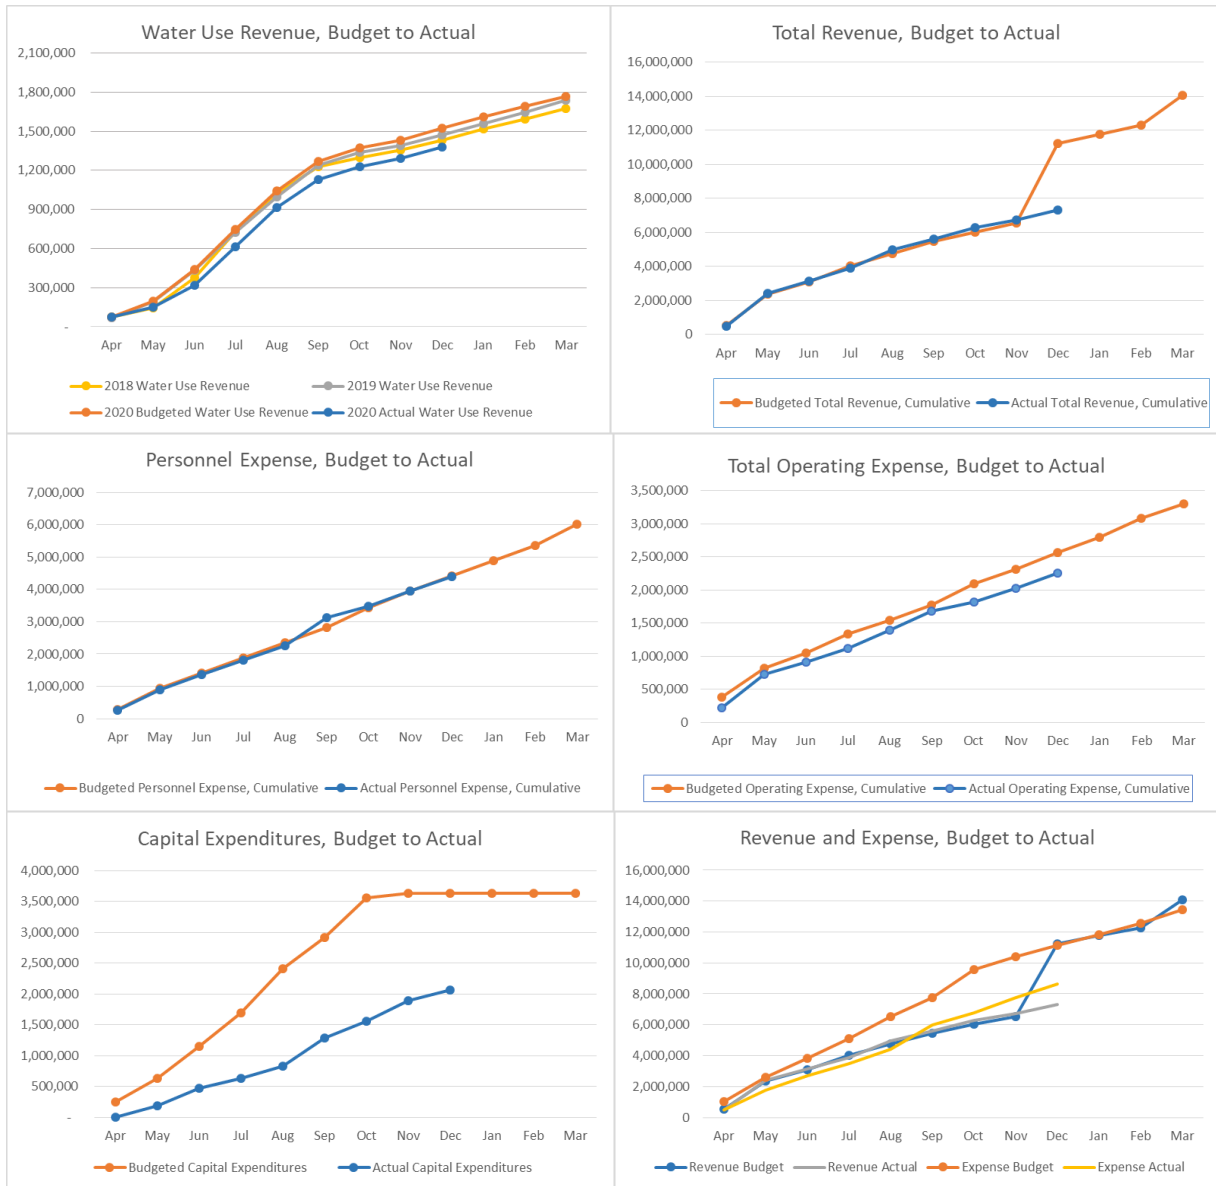 Water Use Revenue, Budget to Actual
2,100,000
1,800,000
1,500,000
1,200,000
900,000
600,000
300,000
-
Apr May Jun Jul Aug Sep Oct Nov Dec Jan Feb Mar
2018 Water Use Revenue 2019 Water Use Revenue
2020 Budgeted Water Use Revenue 2020 Actual Water Use Revenue
Total Revenue, Budget to Actual
16,000,000
14,000,000
12,000,000
10,000,000
8,000,000
6,000,000
4,000,000
2,000,000
0
Apr May Jun Jul Aug Sep Oct Nov Dec Jan Feb Mar
Budgeted Total Revenue, Cumulative Actual Total Revenue, Cumulative
Personnel Expense, Budget to Actual
7,000,000
6,000,000
5,000,000
4,000,000
3,000,000
2,000,000
1,000,000
0
Apr May Jun Jul Aug Sep Oct Nov Dec Jan Feb Mar
Budgeted Personnel Expense, Cumulative Actual Personnel Expense, Cumulative
Total Operating Expense, Budget to Actual
3,500,000
3,000,000
2,500,000
2,000,000
1,500,000
1,000,000
500,000
0
Apr May Jun Jul Aug Sep Oct Nov Dec Jan Feb Mar
Budgeted Operating Expense, Cumulative Actual Operating Expense, Cumulative
Capital Expenditures, Budget to Actual
4,000,000
3,500,000
3,000,000
2,500,000
2,000,000
1,500,000
1,000,000
500,000
-
Apr May Jun Jul Aug Sep Oct Nov Dec Jan Feb Mar
Budgeted Capital Expenditures Actual Capital Expenditures
Revenue and Expense, Budget to Actual
16,000,000
14,000,000
12,000,000
10,000,000
8,000,000
6,000,000
4,000,000
2,000,000
0
Apr May Jun Jul Aug Sep Oct Nov Dec Jan Feb Mar
Revenue Budget Revenue Actual Expense Budget Expense Actual